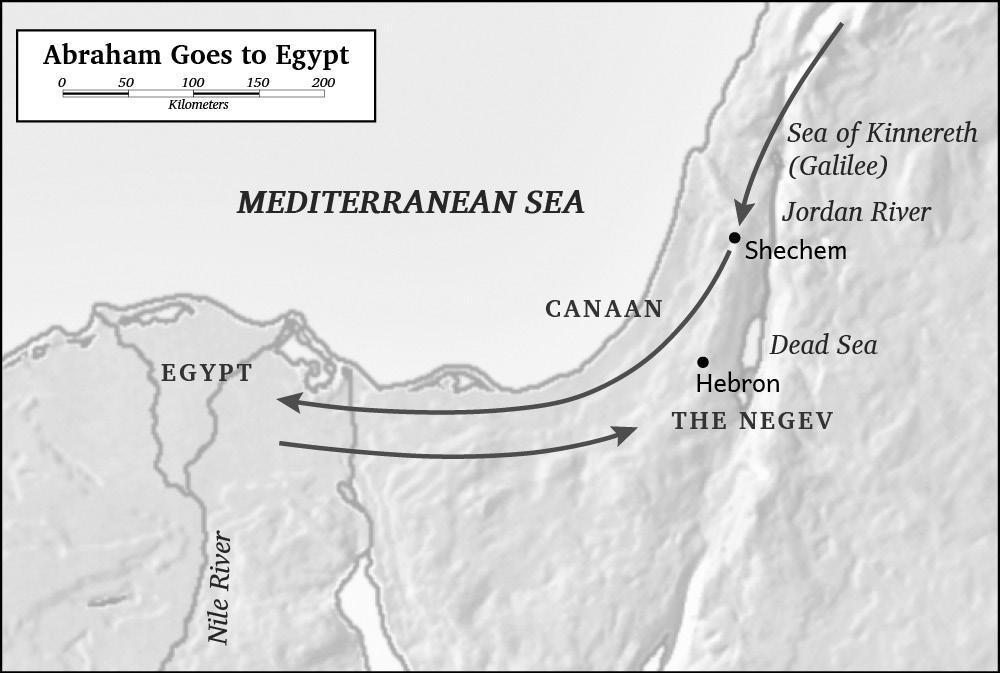 Abraham Goes to Egypt
0 50 100 150 200
Kilometers
Sea of Kinnereth
(Galilee)
MEDITERRANEAN SEA
Jordan River
Shechem
CANAAN
Dead Sea
EGYPT
Hebron
THE NEGEV
Nile River